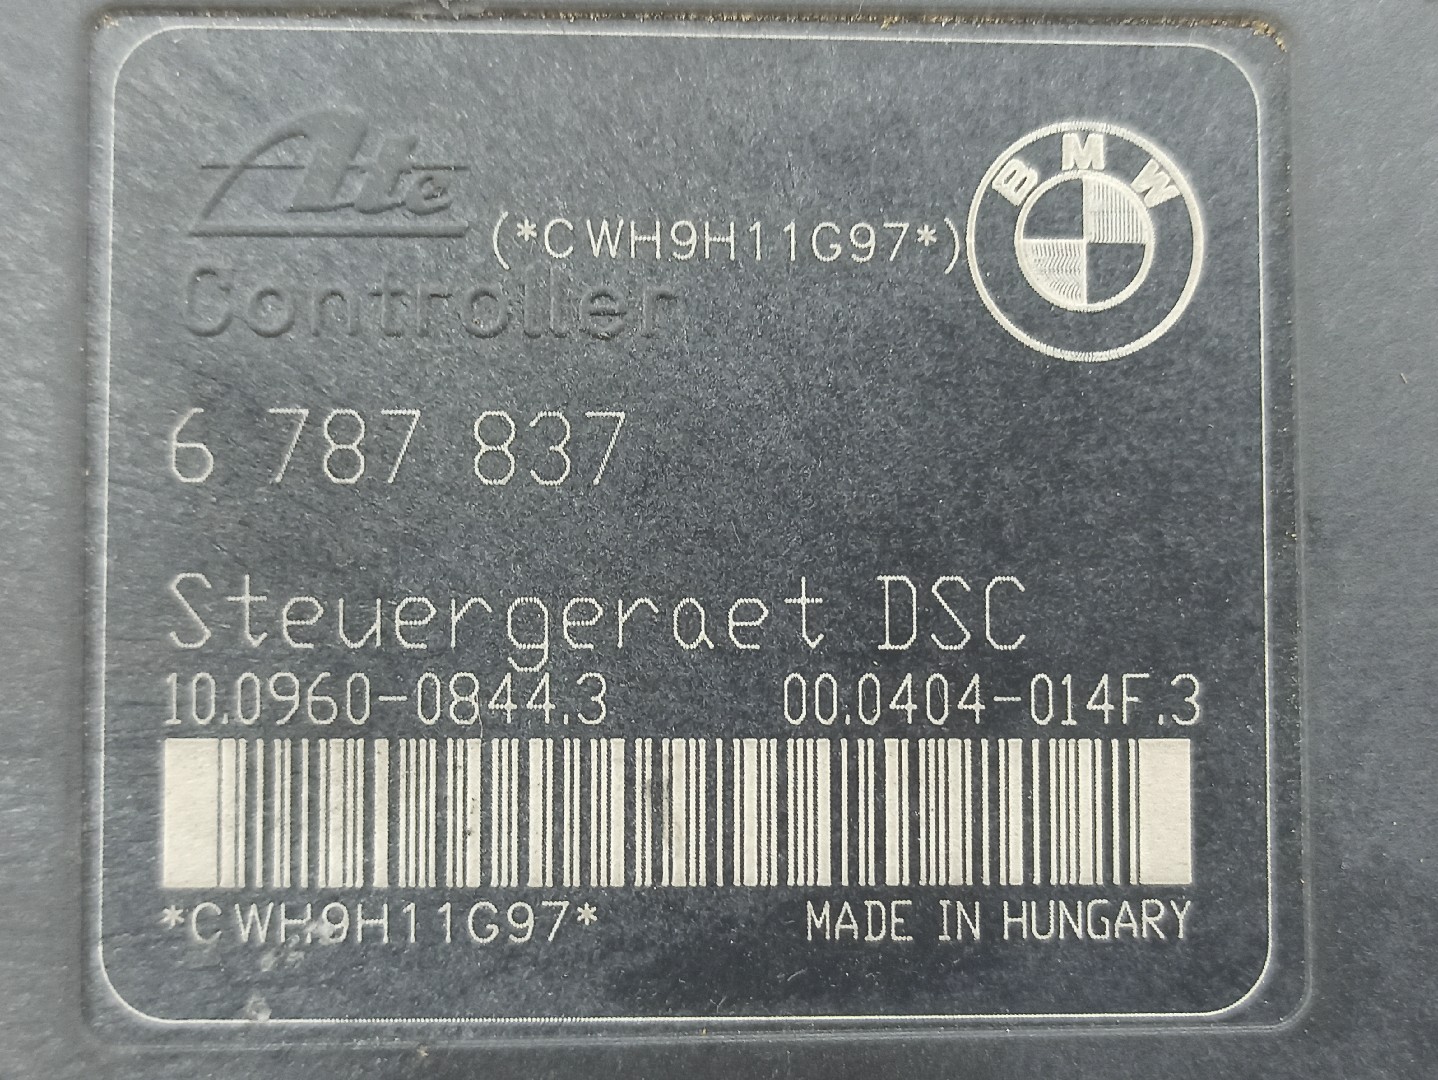 Ate
(*CWH9H11G97*)
BMW
Controller
6 787 837
Steuergeraet DSC
10.0960-0844.3 00.0404-014F.3
*CWH9H11G97* MADE IN HUNGARY